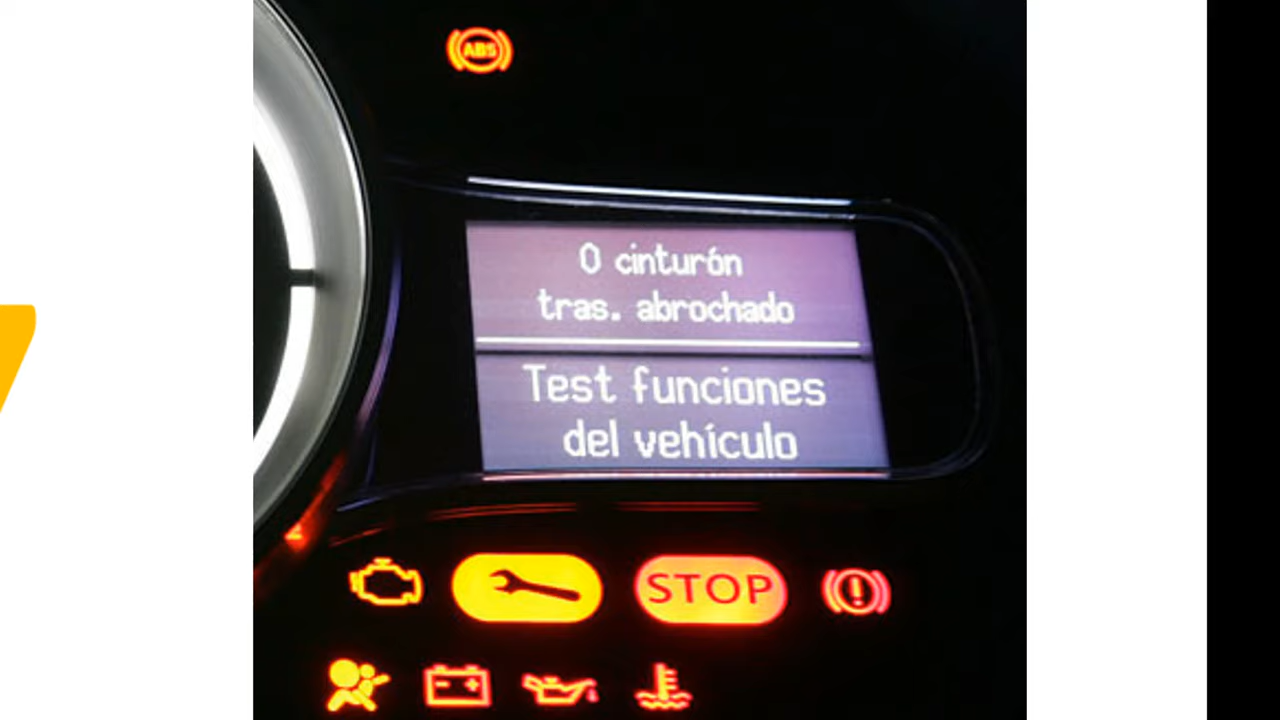 ABS
0 cinturón
tras. abrochado
Test funciones
del vehículo
STOP